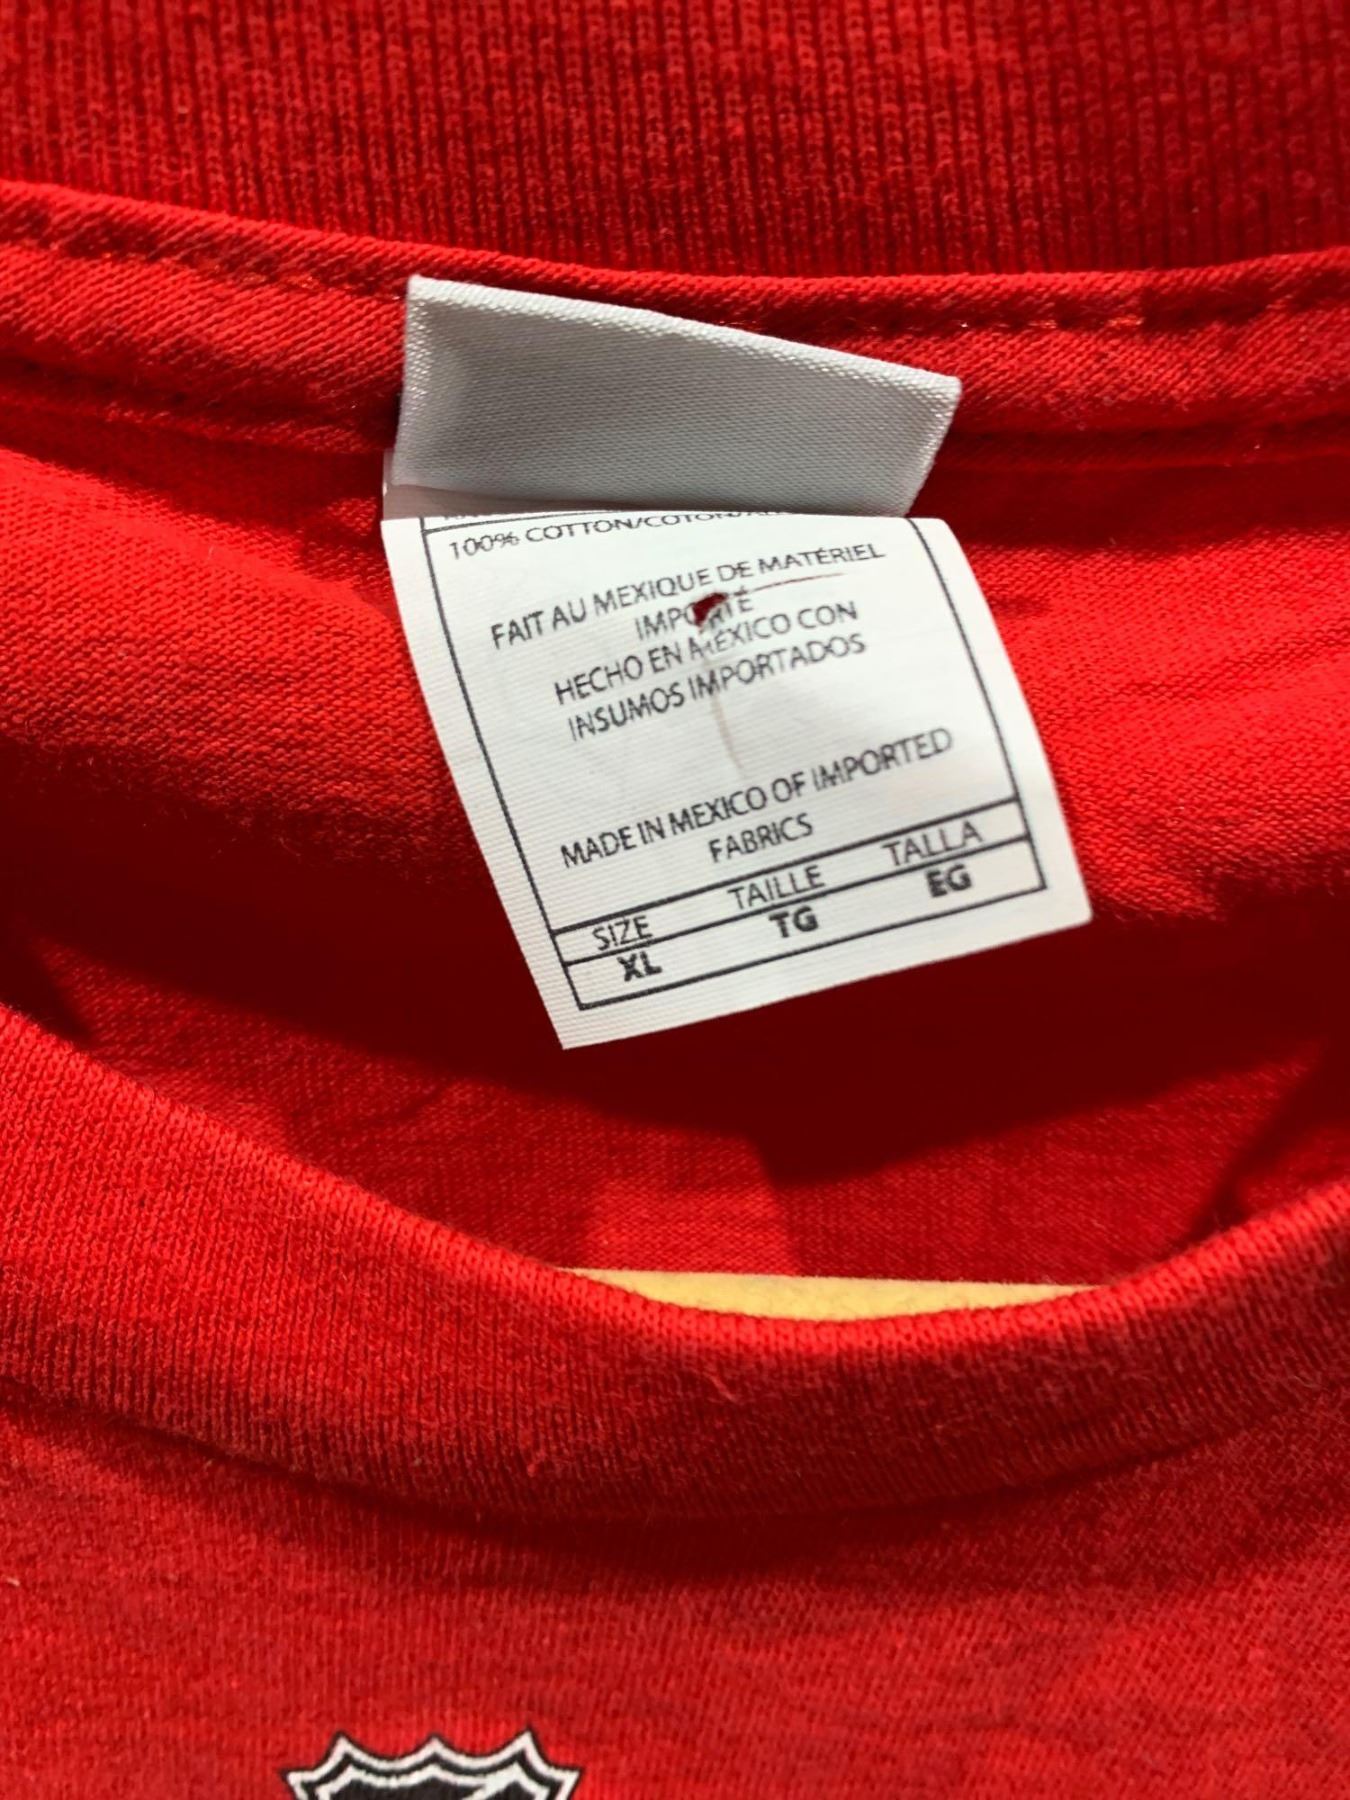 100% COTTON/COTON/
FAIT AU MEXIQUE DE MATÉRIEL
IMPORTÉ
HECHO EN MÉXICO CON
INSUMOS IMPORTADOS
MADE IN MEXICO OF IMPORTED
FABRICS
SIZE TAILLE TALLA
XL TG EG